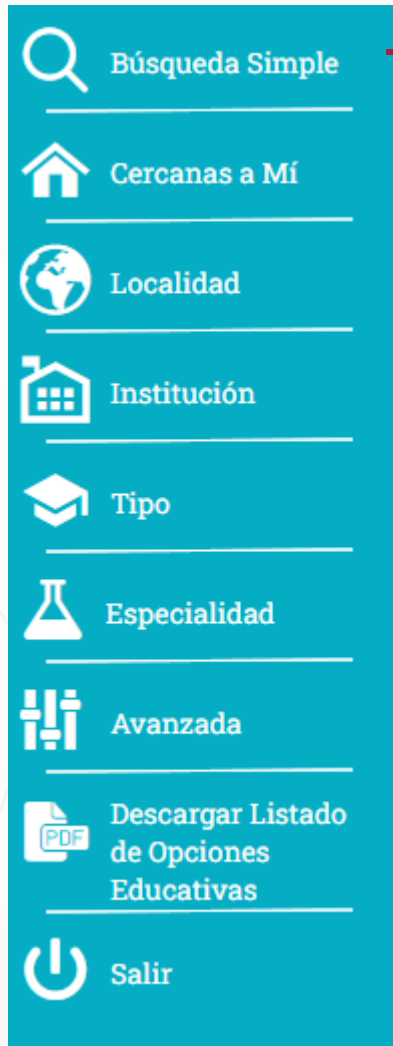 Búsqueda Simple
Cercanas a Mí
Localidad
Institución
Tipo
Especialidad
Avanzada
PDF
Descargar Listado
de Opciones
Educativas
Salir